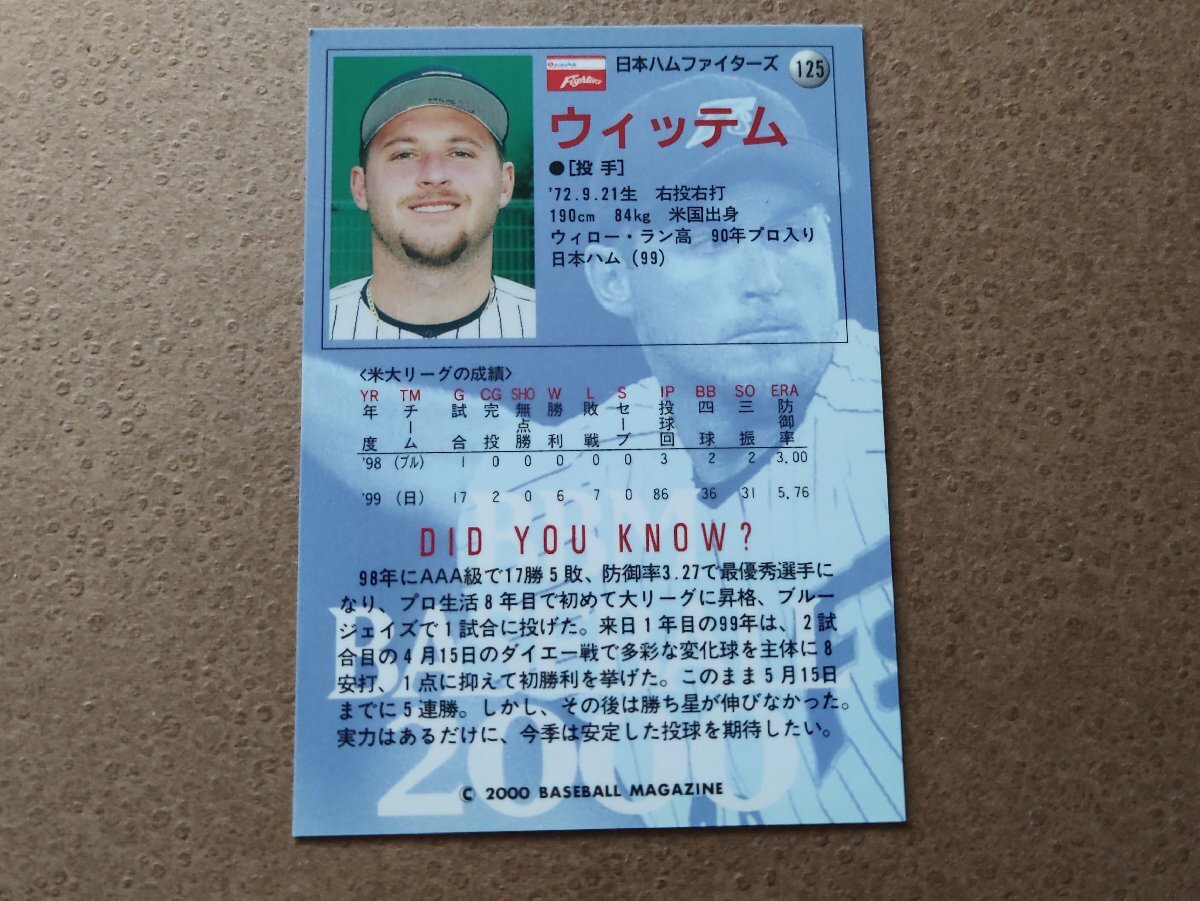 Fighters
日本ハムファイターズ
125
ウィッテム
●[投 手]
'72.9.21生 右投右打
190cm 84kg 米国出身
ウィロー・ラン高 90年プロ入り
日本ハム (99)
〈米大リーグの成績〉
YR TM G CG SHO W L S IP BB SO ERA
年度 チーム 試合 完投 無点勝 勝利 敗戦 セーブ 投球回 四球 三振 防御率
'98 (ブル) 1 0 0 0 0 0 3 2 2 3.00
'99 (日) 17 2 0 6 7 0 86 36 31 5.76
DID YOU KNOW?
98年にAAA級で17勝5敗、防御率3.27で最優秀選手に
なり、プロ生活8年目で初めて大リーグに昇格、ブルー
ジェイズで1試合に投げた。来日1年目の99年は、2試
合目の4月15日のダイエー戦で多彩な変化球を主体に8
安打、1点に抑えて初勝利を挙げた。このまま5月15日
までに5連勝。しかし、その後は勝ち星が伸びなかった。
実力はあるだけに、今季は安定した投球を期待したい。
BBM
BASEBALL
2000
© 2000 BASEBALL MAGAZINE